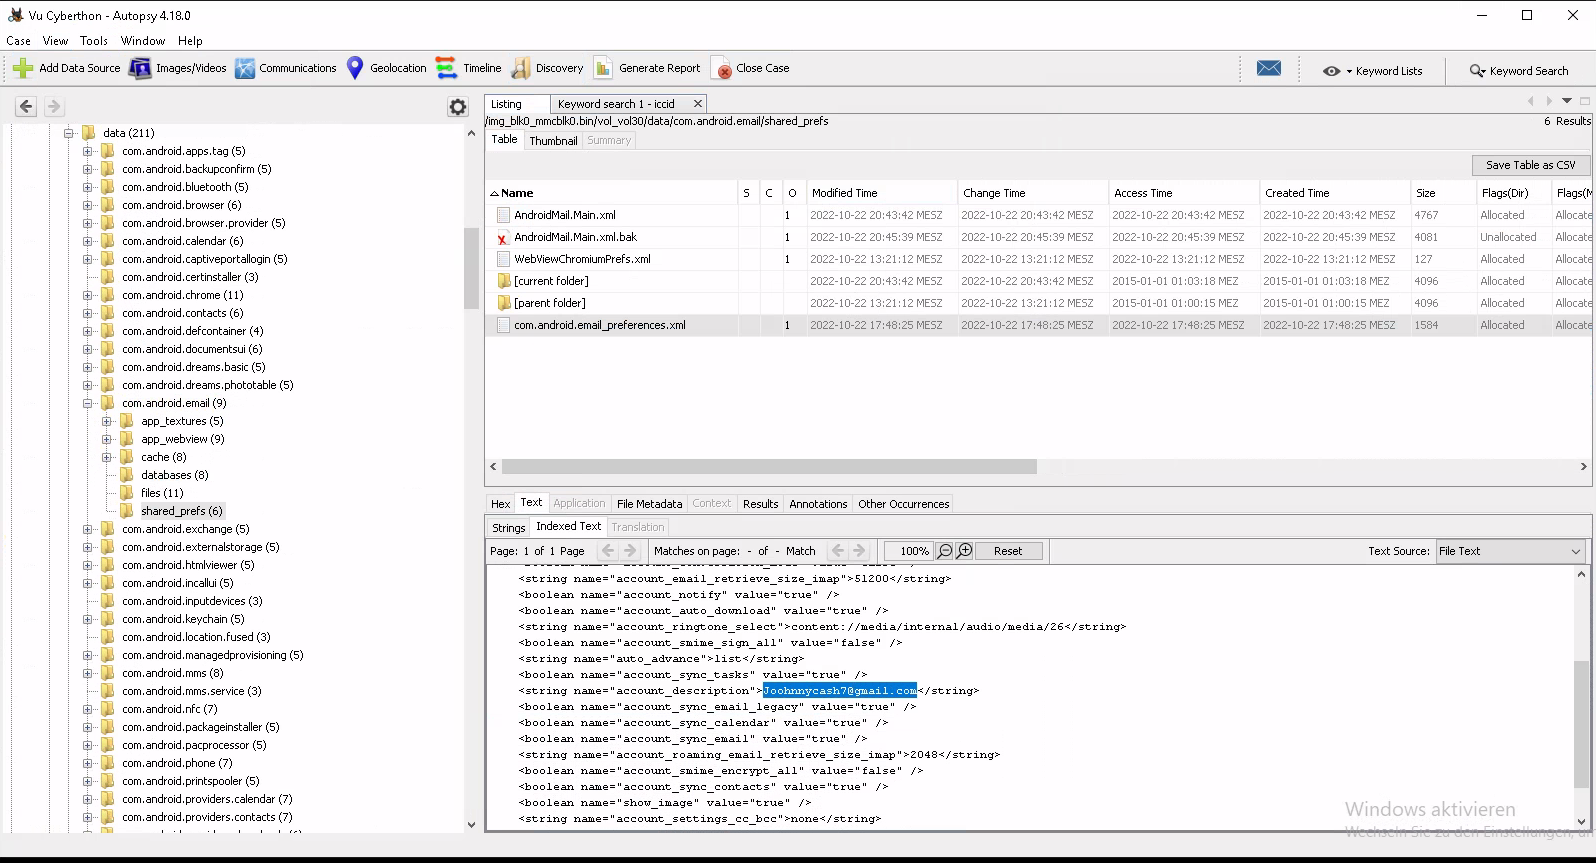 Vu Cyberthon - Autopsy 4.18.0
Case View Tools Window Help
Add Data Source Images/Videos Communications Geolocation Timeline Discovery Generate Report Close Case Keyword Lists Keyword Search
data (211)
com.android.apps.tag (5)
com.android.backupconfirm (5)
com.android.bluetooth (5)
com.android.browser (6)
com.android.browser.provider (5)
com.android.calendar (6)
com.android.captiveportallogin (5)
com.android.certinstaller (3)
com.android.chrome (11)
com.android.contacts (6)
com.android.defcontainer (4)
com.android.documentsui (6)
com.android.dreams.basic (5)
com.android.dreams.phototable (5)
com.android.email (9)
app_textures (5)
app_webview (9)
cache (8)
databases (8)
files (11)
shared_prefs (6)
com.android.exchange (5)
com.android.externalstorage (5)
com.android.htmlviewer (5)
com.android.incallui (5)
com.android.inputdevices (3)
com.android.keychain (5)
com.android.location.fused (3)
com.android.managedprovisioning (5)
com.android.mms (8)
com.android.mms.service (3)
com.android.nfc (7)
com.android.packageinstaller (5)
com.android.pacprocessor (5)
com.android.phone (7)
com.android.printspooler (5)
com.android.providers.calendar (7)
com.android.providers.contacts (7)
Listing Keyword search 1 - iccid
/img_blk0_mmcblk0.bin/vol_vol30/data/com.android.email/shared_prefs 6 Results
Table Thumbnail Summary
Save Table as CSV
Name S C O Modified Time Change Time Access Time Created Time Size Flags(Dir) Flags(M
AndroidMail.Main.xml 1 2022-10-22 20:43:42 MESZ 2022-10-22 20:43:42 MESZ 2022-10-22 20:43:42 MESZ 2022-10-22 20:43:42 MESZ 4767 Allocated Allocate
AndroidMail.Main.xml.bak 1 2022-10-22 20:45:39 MESZ 2022-10-22 20:45:39 MESZ 2022-10-22 20:45:39 MESZ 2022-10-22 20:45:39 MESZ 4081 Unallocated Allocate
WebViewChromiumPrefs.xml 1 2022-10-22 13:21:12 MESZ 2022-10-22 13:21:12 MESZ 2022-10-22 13:21:12 MESZ 2022-10-22 13:21:12 MESZ 127 Allocated Allocate
[current folder] 2022-10-22 20:43:42 MESZ 2022-10-22 20:43:42 MESZ 2015-01-01 01:03:18 MEZ 2015-01-01 01:03:18 MEZ 4096 Allocated Allocate
[parent folder] 2022-10-22 13:21:12 MESZ 2022-10-22 13:21:12 MESZ 2015-01-01 01:00:15 MEZ 2015-01-01 01:00:15 MEZ 4096 Allocated Allocate
com.android.email_preferences.xml 1 2022-10-22 17:48:25 MESZ 2022-10-22 17:48:25 MESZ 2022-10-22 17:48:25 MESZ 2022-10-22 17:48:25 MESZ 1584 Allocated Allocate
Hex Text Application File Metadata Context Results Annotations Other Occurrences
Strings Indexed Text Translation
Page: 1 of 1 Page Matches on page: - of - Match 100% Reset Text Source: File Text
<string name="account_email_retrieve_size_imap">51200</string>
<boolean name="account_notify" value="true" />
<boolean name="account_auto_download" value="true" />
<string name="account_ringtone_select">content://media/internal/audio/media/26</string>
<boolean name="account_smime_sign_all" value="false" />
<string name="auto_advance">list</string>
<boolean name="account_sync_tasks" value="true" />
<string name="account_description">Joohnnycash7@gmail.com</string>
<boolean name="account_sync_email_legacy" value="true" />
<boolean name="account_sync_calendar" value="true" />
<boolean name="account_sync_email" value="true" />
<string name="account_roaming_email_retrieve_size_imap">2048</string>
<boolean name="account_smime_encrypt_all" value="false" />
<boolean name="account_sync_contacts" value="true" />
<boolean name="show_image" value="true" />
<string name="account_settings_cc_bcc">none</string>
Windows aktivieren
Wechseln Sie zu den Einstellungen, um